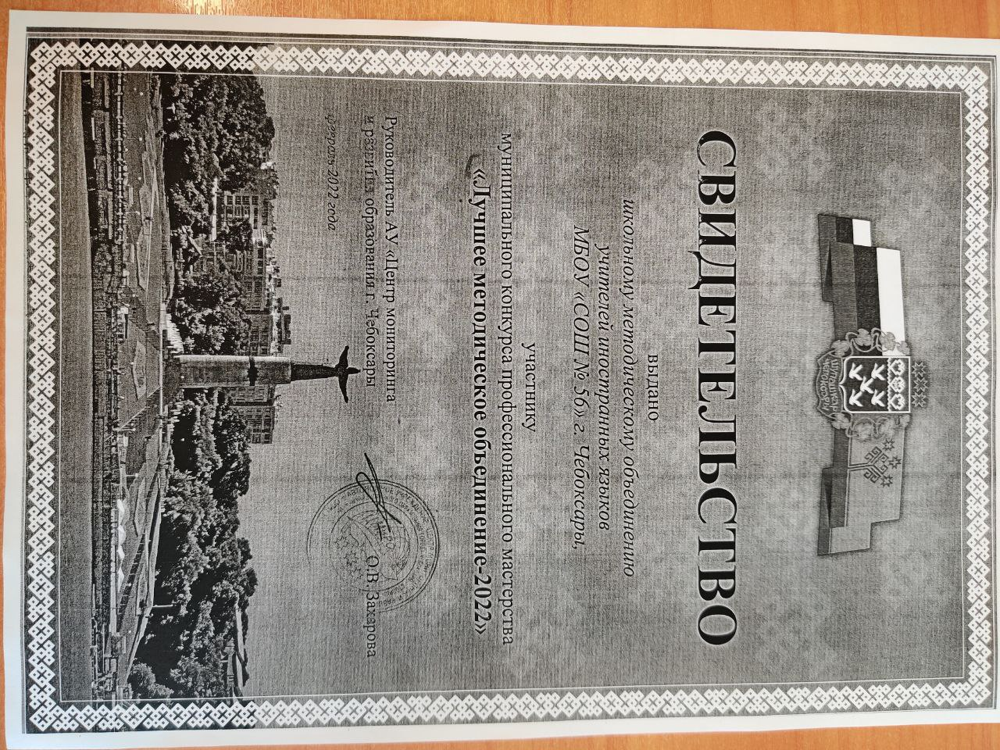 СВИДЕТЕЛЬСТВО
выдано
школьному методическому объединению
учителей иностранных языков
МБОУ «СОШ № 56» г. Чебоксары,
участнику
муниципального конкурса профессионального мастерства
«Лучшее методическое объединение-2022»
Руководитель АУ «Центр мониторинга
и развития образования г. Чебоксары
О.В. Захарова
февраль 2022 года